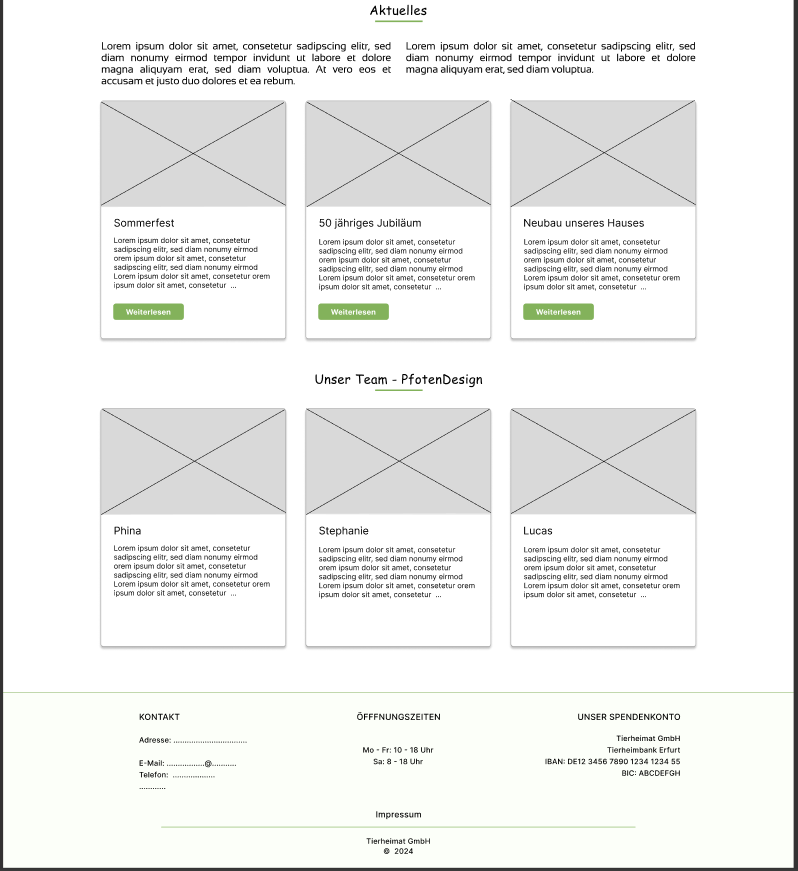 Aktuelles
Lorem ipsum dolor sit amet, consetetur sadipscing elitr, sed
diam nonumy eirmod tempor invidunt ut labore et dolore
magna aliquyam erat, sed diam voluptua. At vero eos et
accusam et justo duo dolores et ea rebum.
Lorem ipsum dolor sit amet, consetetur sadipscing elitr, sed
diam nonumy eirmod tempor invidunt ut labore et dolore
magna aliquyam erat, sed diam voluptua.
Sommerfest
Lorem ipsum dolor sit amet, consetetur
sadipscing elitr, sed diam nonumy eirmod
orem ipsum dolor sit amet, consetetur
sadipscing elitr, sed diam nonumy eirmod
Lorem ipsum dolor sit amet, consetetur orem
ipsum dolor sit amet, consetetur ...
Weiterlesen
50 jähriges Jubiläum
Lorem ipsum dolor sit amet, consetetur
sadipscing elitr, sed diam nonumy eirmod
orem ipsum dolor sit amet, consetetur
sadipscing elitr, sed diam nonumy eirmod
Lorem ipsum dolor sit amet, consetetur orem
ipsum dolor sit amet, consetetur ...
Weiterlesen
Neubau unseres Hauses
Lorem ipsum dolor sit amet, consetetur
sadipscing elitr, sed diam nonumy eirmod
orem ipsum dolor sit amet, consetetur
sadipscing elitr, sed diam nonumy eirmod
Lorem ipsum dolor sit amet, consetetur orem
ipsum dolor sit amet, consetetur ...
Weiterlesen
Unser Team - PfotenDesign
Phina
Lorem ipsum dolor sit amet, consetetur
sadipscing elitr, sed diam nonumy eirmod
orem ipsum dolor sit amet, consetetur
sadipscing elitr, sed diam nonumy eirmod
Lorem ipsum dolor sit amet, consetetur orem
ipsum dolor sit amet, consetetur ...
Stephanie
Lorem ipsum dolor sit amet, consetetur
sadipscing elitr, sed diam nonumy eirmod
orem ipsum dolor sit amet, consetetur
sadipscing elitr, sed diam nonumy eirmod
Lorem ipsum dolor sit amet, consetetur orem
ipsum dolor sit amet, consetetur ...
Lucas
Lorem ipsum dolor sit amet, consetetur
sadipscing elitr, sed diam nonumy eirmod
orem ipsum dolor sit amet, consetetur
sadipscing elitr, sed diam nonumy eirmod
Lorem ipsum dolor sit amet, consetetur orem
ipsum dolor sit amet, consetetur ...
KONTAKT
Adresse: .................................
E-Mail: .................@...........
Telefon: ...................
............
ÖFFFNUNGSZEITEN
Mo - Fr: 10 - 18 Uhr
Sa: 8 - 18 Uhr
UNSER SPENDENKONTO
Tierheimat GmbH
Tierheimbank Erfurt
IBAN: DE12 3456 7890 1234 1234 55
BIC: ABCDEFGH
Impressum
Tierheimat GmbH
© 2024